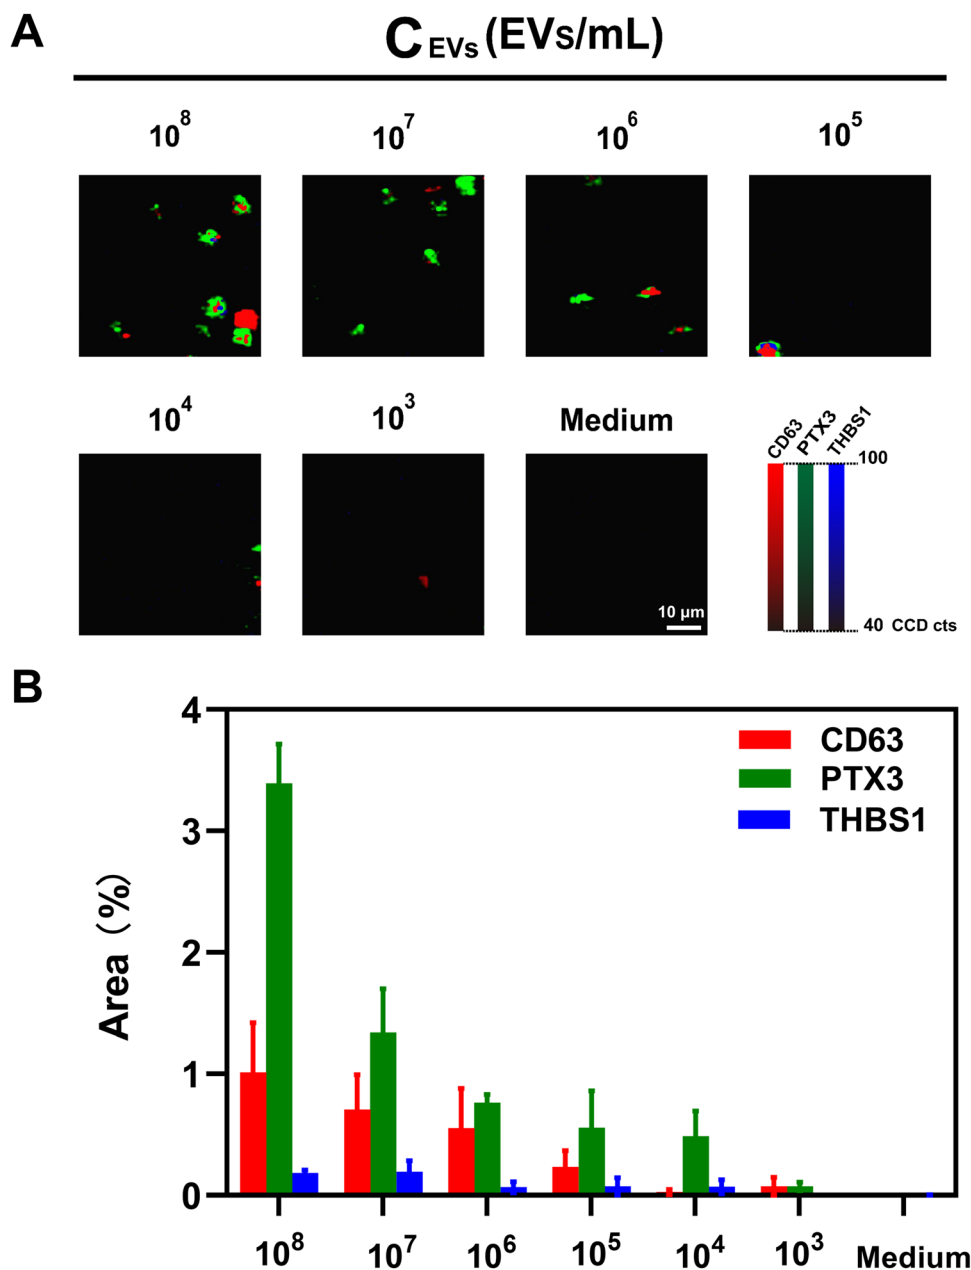 A
C EVs (EVs/mL)
10^8 10^7 10^6 10^5
10^4 10^3 Medium
CD63 PTX3 THBS1
100
10 μm
40 CCD cts
B
4
CD63
PTX3
THBS1
3
2
1
0
Area (%)
10^8 10^7 10^6 10^5 10^4 10^3 Medium